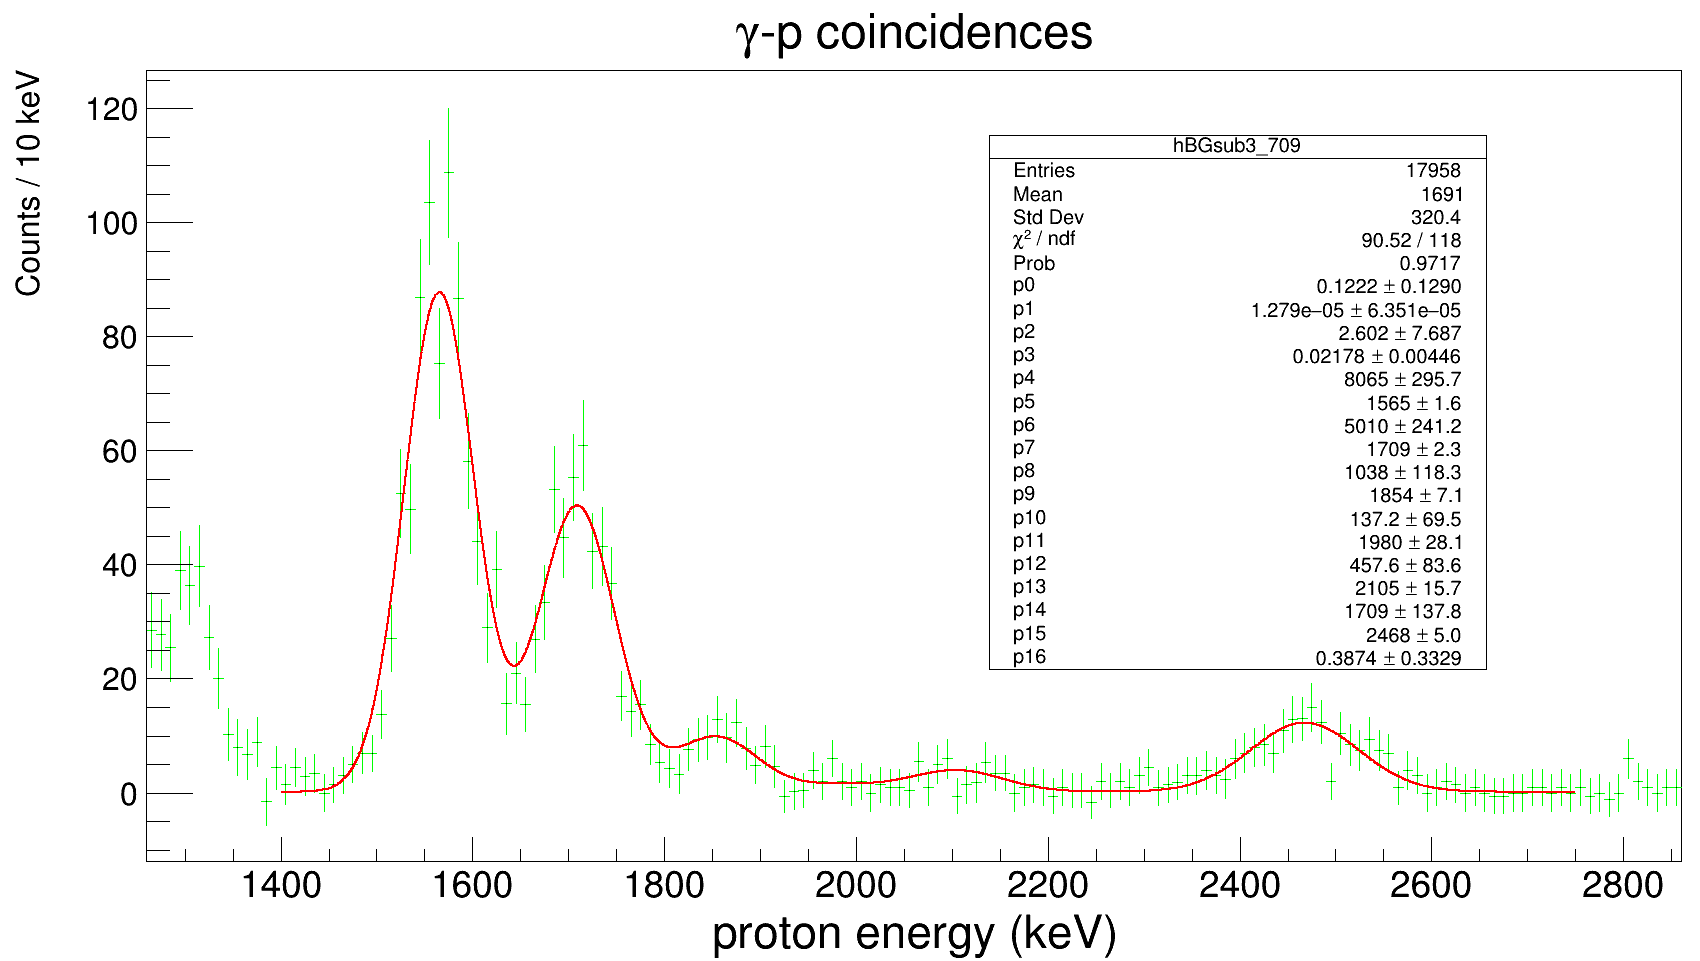 γ-p coincidences
Counts / 10 keV
120
100
80
60
40
20
0
hBGsub3_709
Entries 17958
Mean 1691
Std Dev 320.4
χ² / ndf 90.52 / 118
Prob 0.9717
p0 0.1222 ± 0.1290
p1 1.279e–05 ± 6.351e–05
p2 2.602 ± 7.687
p3 0.02178 ± 0.00446
p4 8065 ± 295.7
p5 1565 ± 1.6
p6 5010 ± 241.2
p7 1709 ± 2.3
p8 1038 ± 118.3
p9 1854 ± 7.1
p10 137.2 ± 69.5
p11 1980 ± 28.1
p12 457.6 ± 83.6
p13 2105 ± 15.7
p14 1709 ± 137.8
p15 2468 ± 5.0
p16 0.3874 ± 0.3329
1400 1600 1800 2000 2200 2400 2600 2800
proton energy (keV)